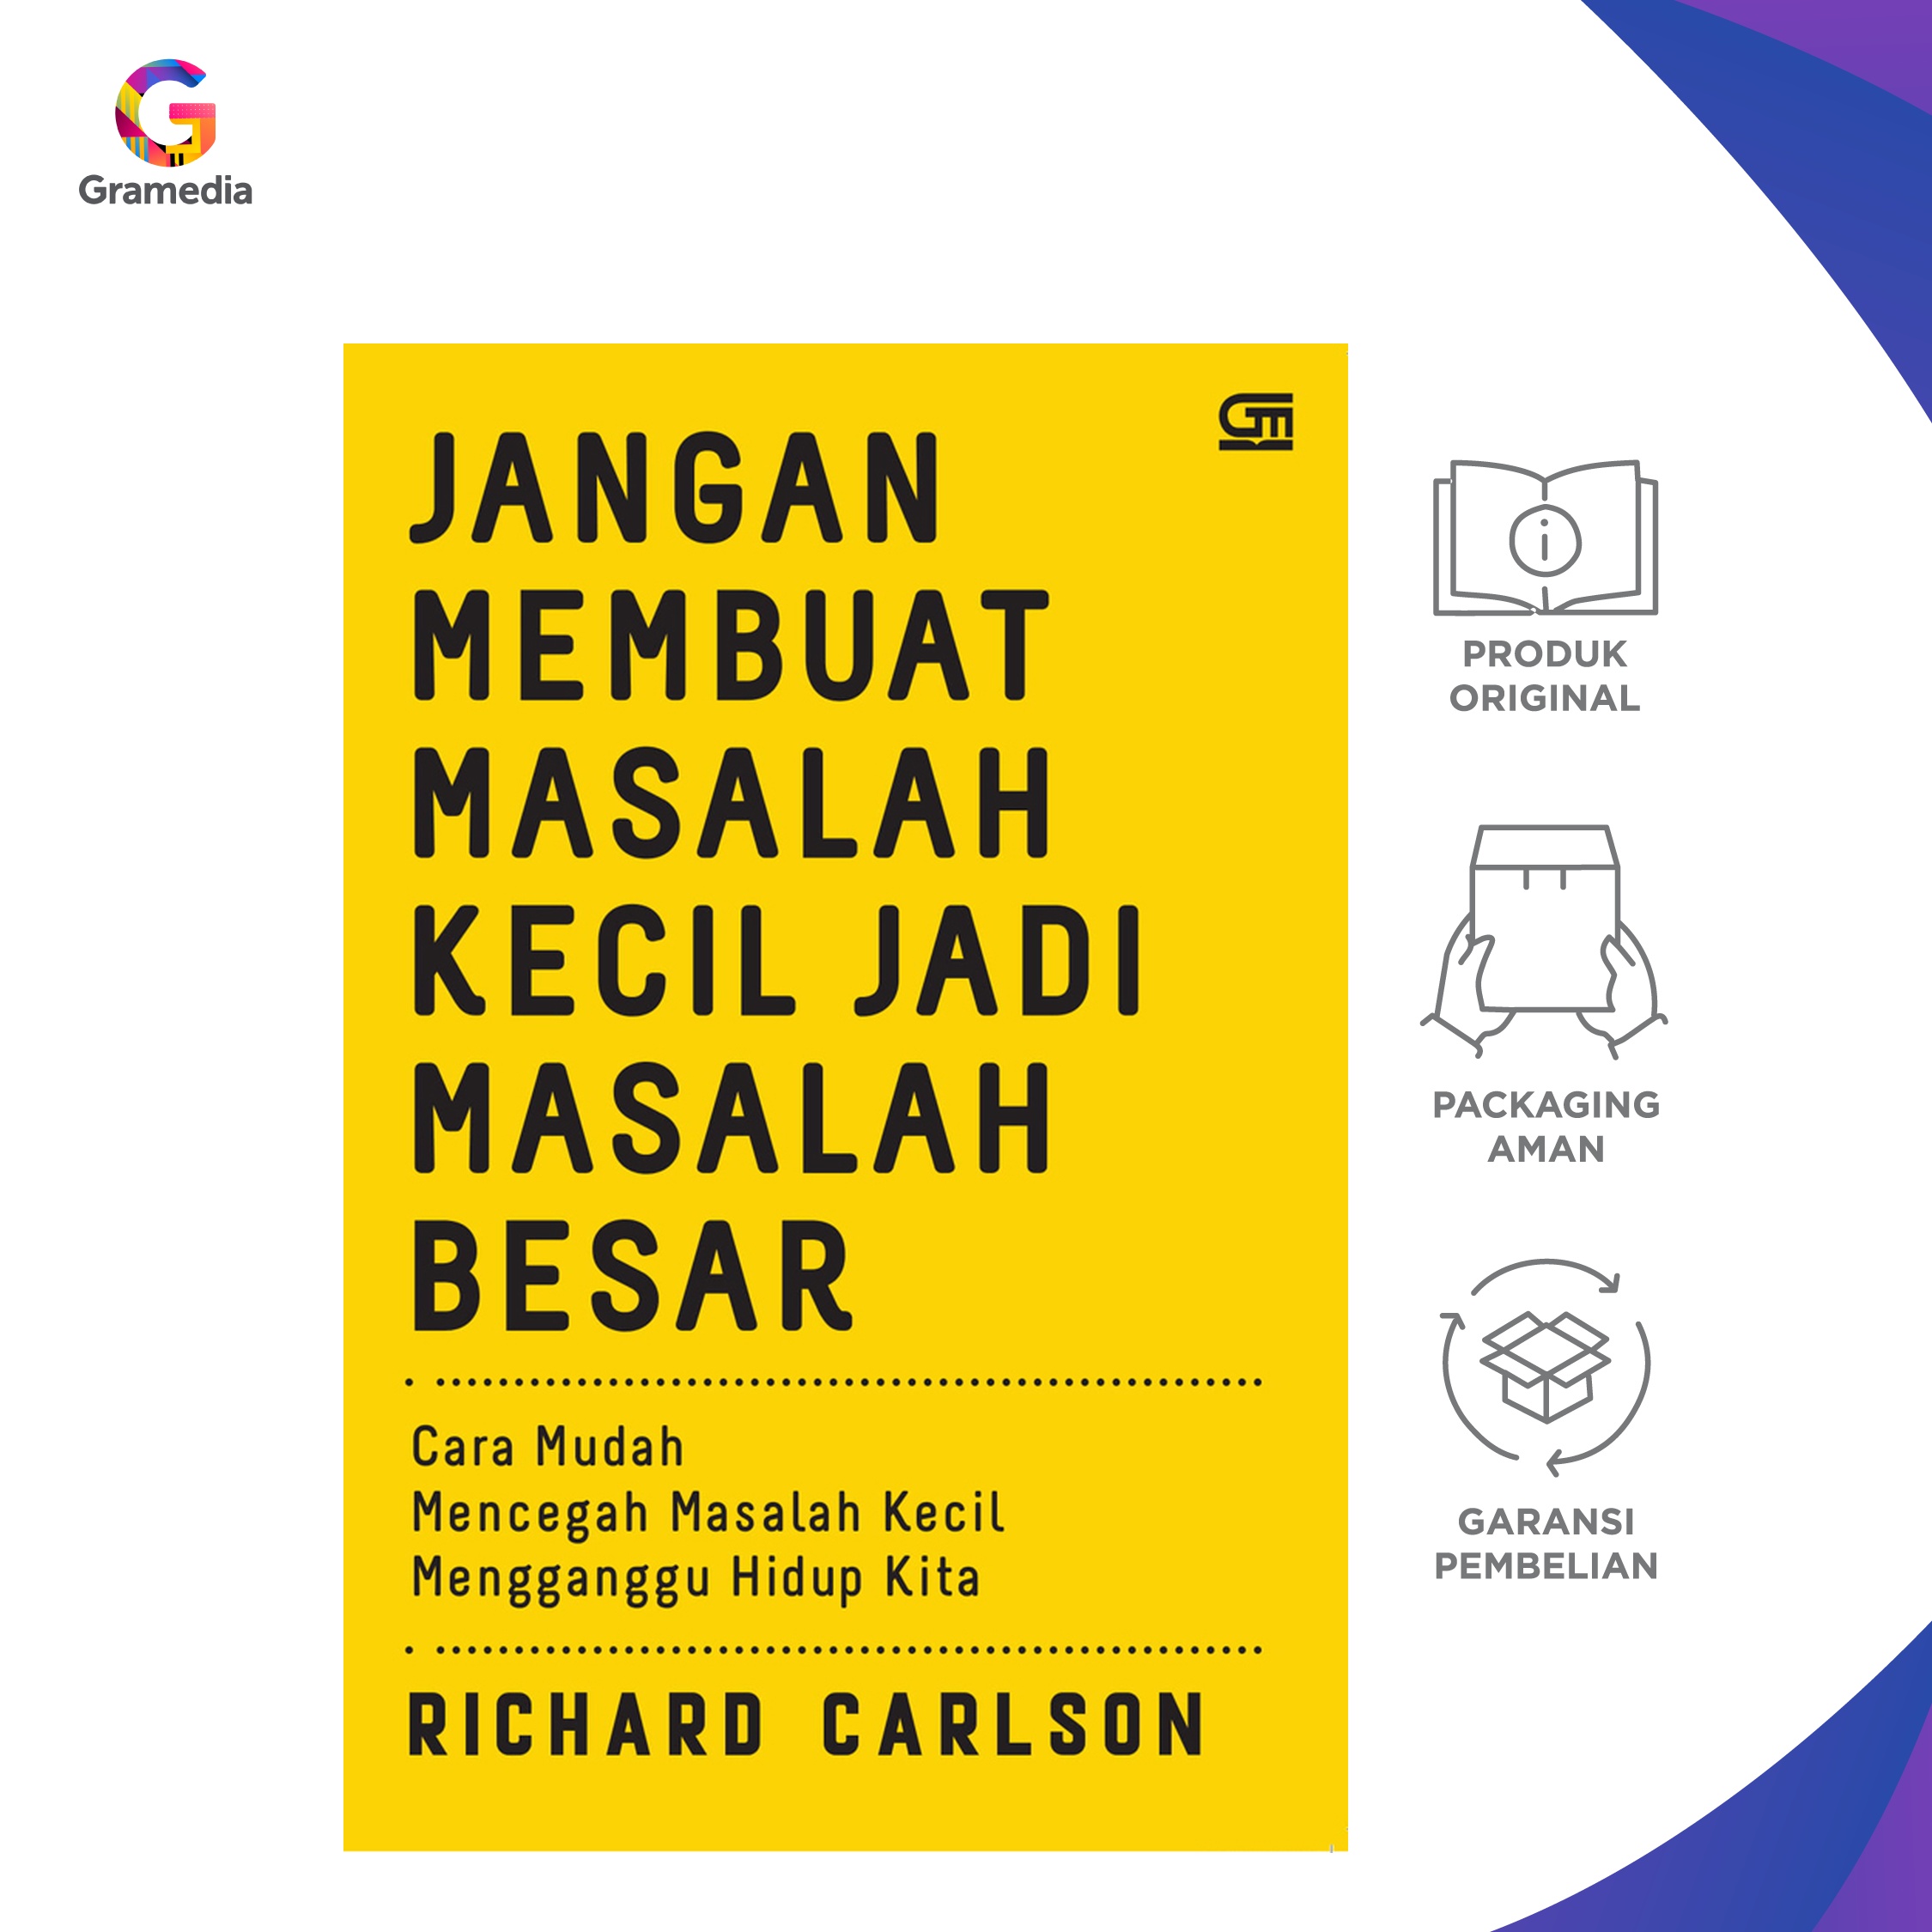 Gramedia
JANGAN
MEMBUAT
MASALAH
KECIL JADI
MASALAH
BESAR
Cara Mudah
Mencegah Masalah Kecil
Mengganggu Hidup Kita
RICHARD CARLSON
PRODUK
ORIGINAL
PACKAGING
AMAN
GARANSI
PEMBELIAN